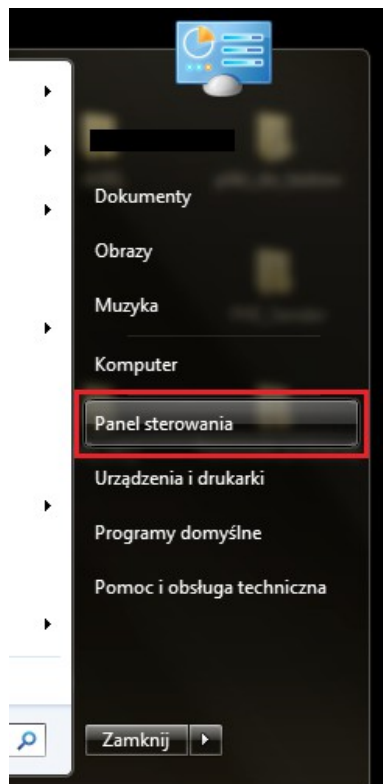 Dokumenty
Obrazy
Muzyka
Komputer
Panel sterowania
Urządzenia i drukarki
Programy domyślne
Pomoc i obsługa techniczna
Zamknij